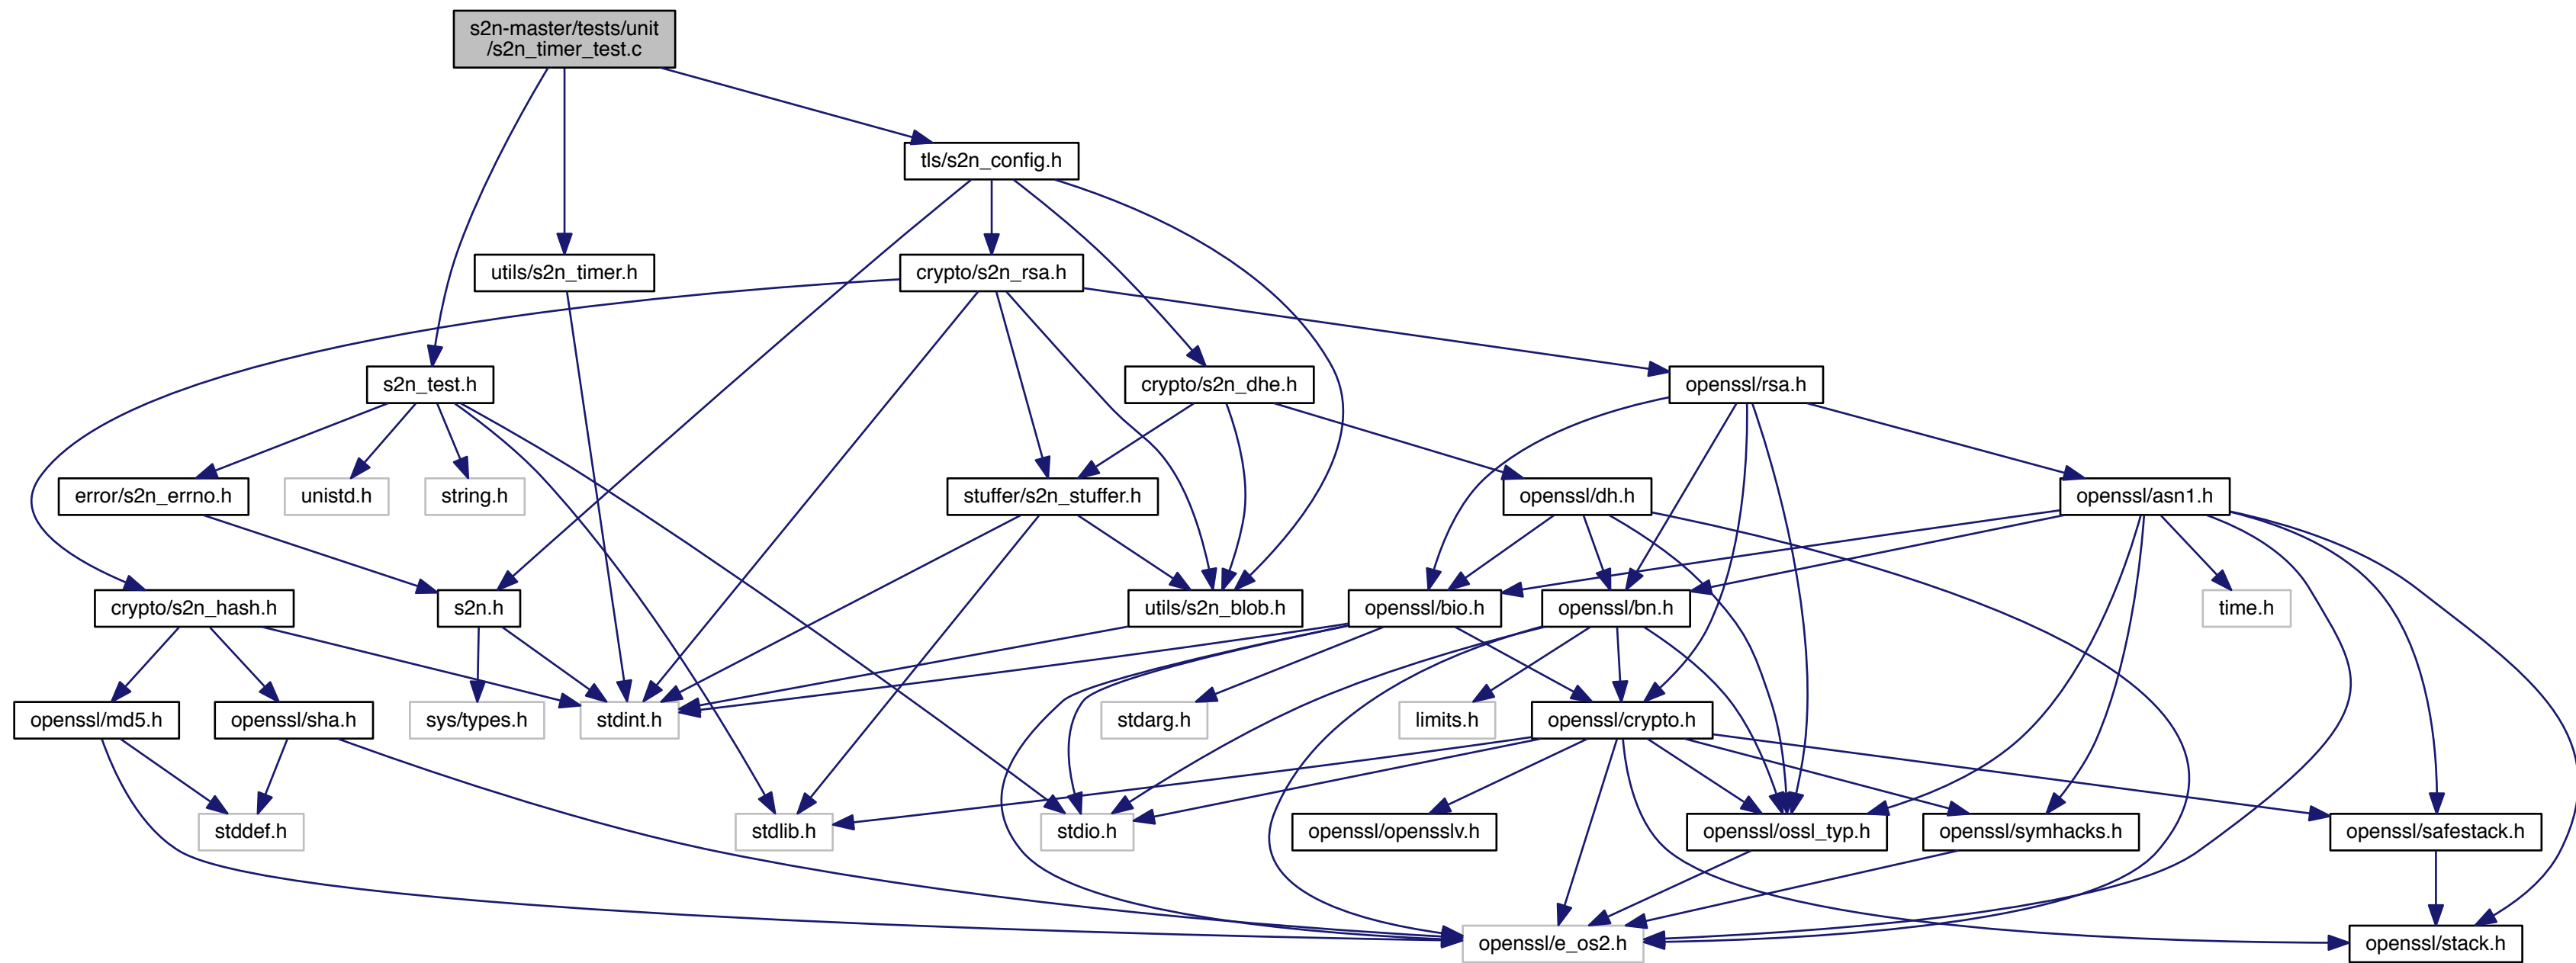 s2n-master/tests/unit
/s2n_timer_test.c
tls/s2n_config.h
utils/s2n_timer.h
crypto/s2n_rsa.h
s2n_test.h
crypto/s2n_dhe.h
openssl/rsa.h
error/s2n_errno.h
unistd.h
string.h
stuffer/s2n_stuffer.h
openssl/dh.h
openssl/asn1.h
crypto/s2n_hash.h
s2n.h
utils/s2n_blob.h
openssl/bio.h
openssl/bn.h
time.h
openssl/md5.h
openssl/sha.h
sys/types.h
stdint.h
stdarg.h
limits.h
openssl/crypto.h
stddef.h
stdlib.h
stdio.h
openssl/opensslv.h
openssl/ossl_typ.h
openssl/symhacks.h
openssl/safestack.h
openssl/e_os2.h
openssl/stack.h